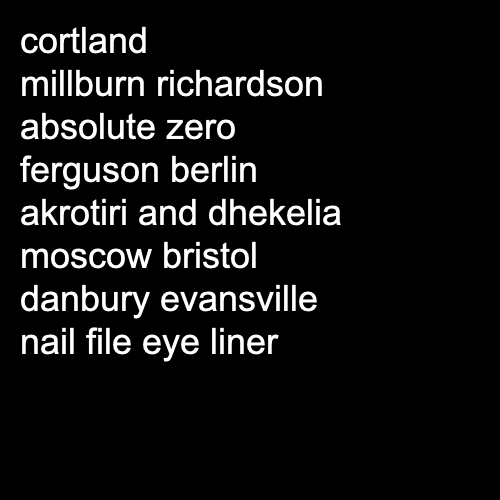 cortland
millburn richardson
absolute zero
ferguson berlin
akrotiri and dhekelia
moscow bristol
danbury evansville
nail file eye liner